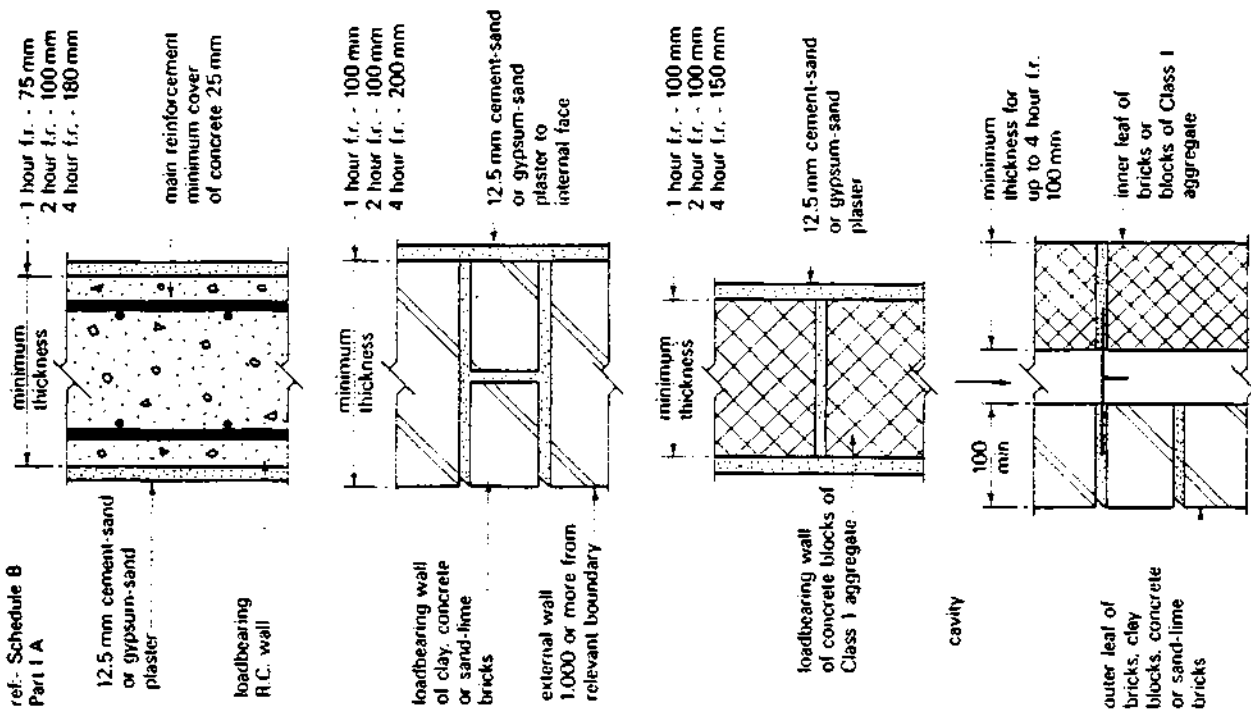 ref:- Schedule B
Part I A
12.5 mm cement-sand
or gypsum-sand
plaster
loadbearing
R.C. wall
minimum
thickness
1 hour f.r. - 75 mm
2 hour f.r. - 100 mm
4 hour f.r. - 180 mm
main reinforcement
minimum cover
of concrete 25 mm
loadbearing wall
of clay, concrete
or sand-lime
bricks
external wall
1.000 or more from
relevant boundary
minimum
thickness
1 hour f.r. - 100 mm
2 hour f.r. - 100 mm
4 hour f.r. - 200 mm
12.5 mm cement-sand
or gypsum-sand
plaster to
internal face
loadbearing wall
of concrete blocks of
Class 1 aggregate
minimum
thickness
1 hour f.r. - 100 mm
2 hour f.r. - 100 mm
4 hour f.r. - 150 mm
12.5 mm cement-sand
or gypsum-sand
plaster
cavity
outer leaf of
bricks, clay
blocks, concrete
or sand-lime
bricks
100
min
minimum
thickness for
up to 4 hour f.r.
100 mm
inner leaf of
bricks or
blocks of Class 1
aggregate